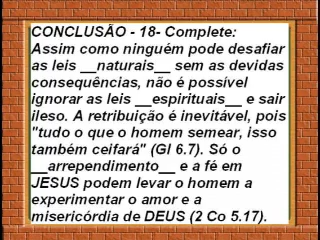 CONCLUSÃO - 18- Complete:
Assim como ninguém pode desafiar
as leis __naturais__ sem as devidas
consequências, não é possível
ignorar as leis __espirituais__ e sair
ileso. A retribuição é inevitável, pois
"tudo o que o homem semear, isso
também ceifará" (Gl 6.7). Só o
__arrependimento__ e a fé em
JESUS podem levar o homem a
experimentar o amor e a
misericórdia de DEUS (2 Co 5.17).